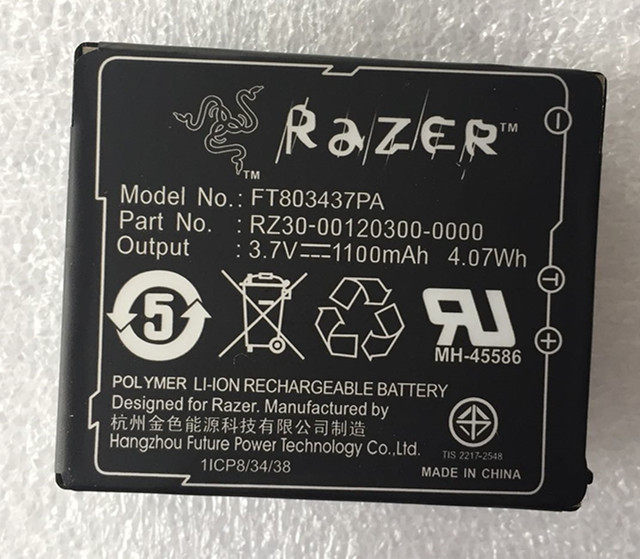 RaZER™
TM
Model No.: FT803437PA
Part No. : RZ30-00120300-0000
Output : 3.7V⎓1100mAh 4.07Wh
5
MH-45586
POLYMER LI-ION RECHARGEABLE BATTERY
Designed for Razer. Manufactured by
杭州金色能源科技有限公司制造
Hangzhou Future Power Technology Co.,Ltd.
1ICP8/34/38
TIS 2217-2548
MADE IN CHINA
- T +